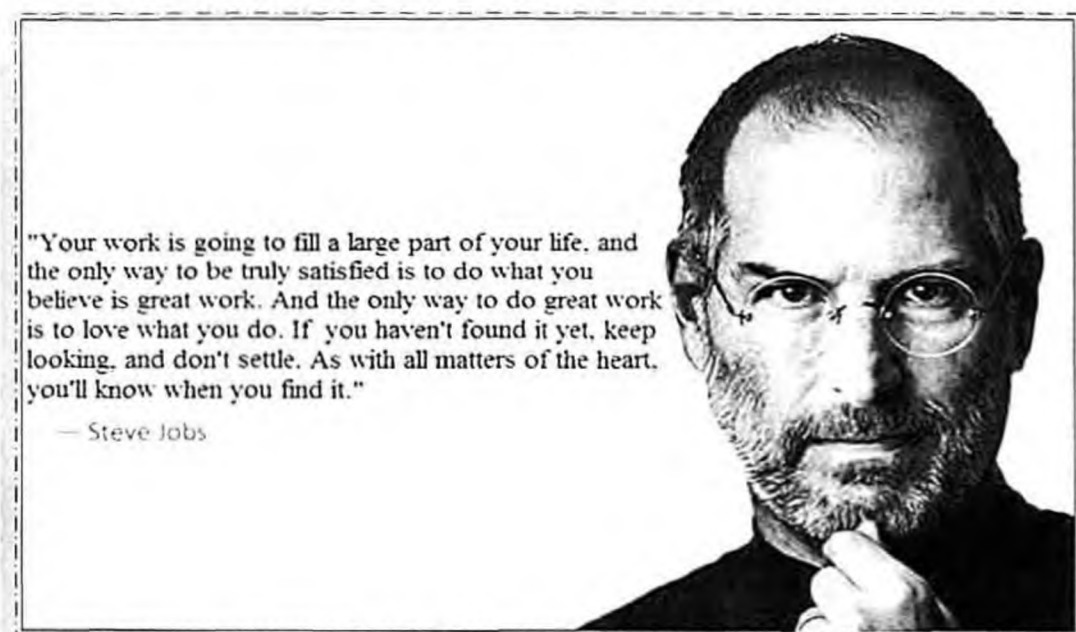 "Your work is going to fill a large part of your life, and
the only way to be truly satisfied is to do what you
believe is great work. And the only way to do great work
is to love what you do. If you haven't found it yet, keep
looking, and don't settle. As with all matters of the heart,
you'll know when you find it."
— Steve Jobs